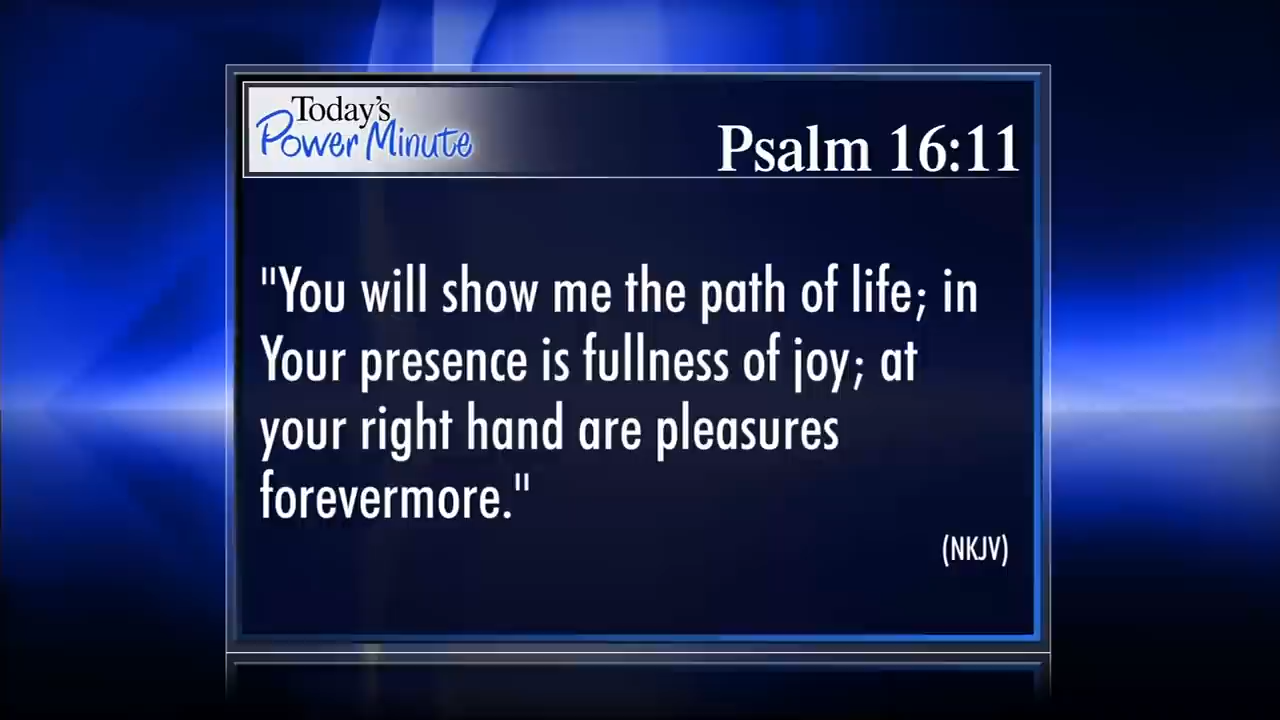 Today's
Power Minute
Psalm 16:11
"You will show me the path of life; in
Your presence is fullness of joy; at
your right hand are pleasures
forevermore."
(NKJV)